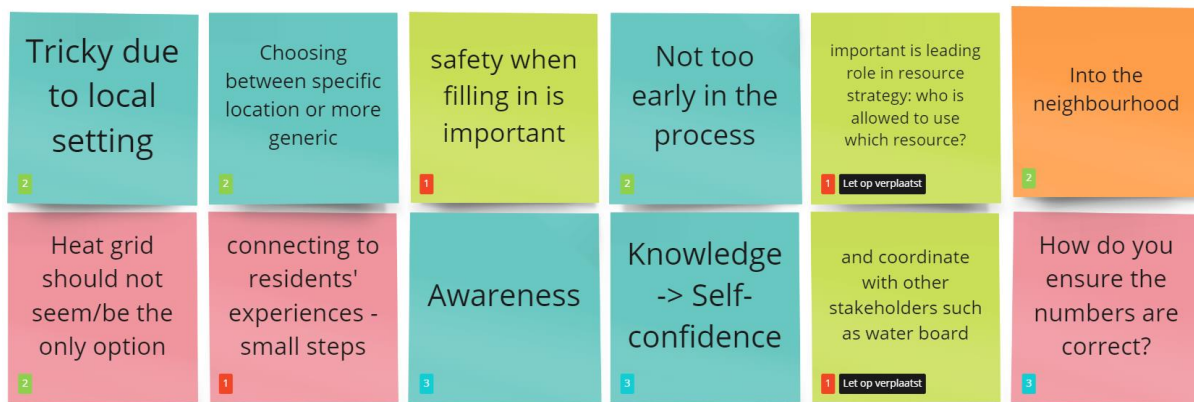 Tricky due
to local
setting
2
Choosing
between specific
location or more
generic
2
safety when
filling in is
important
1
Not too
early in the
process
2
important is leading
role in resource
strategy: who is
allowed to use
which resource?
1 Let op verplaatst
Into the
neighbourhood
2
Heat grid
should not
seem/be the
only option
2
connecting to
residents'
experiences -
small steps
1
Awareness
3
Knowledge
-> Self-
confidence
3
and coordinate
with other
stakeholders such
as water board
1 Let op verplaatst
How do you
ensure the
numbers are
correct?
3